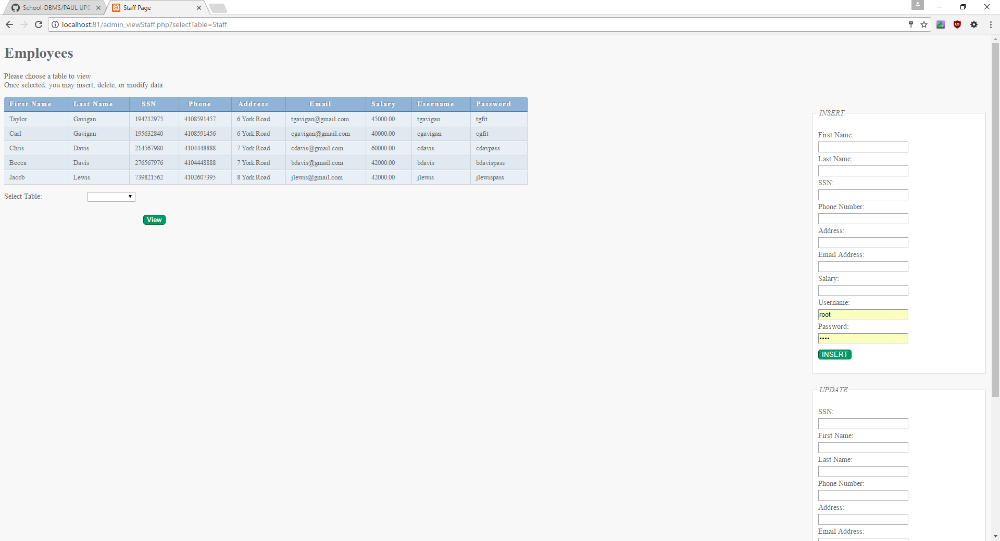 School-DBMS/PAUL UPD
Staff Page
localhost:81/admin_viewStaff.php?selectTable=Staff
Employees
Please choose a table to view
Once selected, you may insert, delete, or modify data
First Name Last Name SSN Phone Address Email Salary Username Password
Taylor Gavigan 194212975 4108591457 6 York Road tgavigan@gmail.com 45000.00 tgavigan tgfit
Carl Gavigan 195632840 4108591456 6 York Road cgavigan@gmail.com 40000.00 cgavigan cgfit
Chris Davis 214567980 4104448888 7 York Road cdavis@gmail.com 60000.00 cdavis cdavpass
Becca Davis 276567976 4104448888 7 York Road bdavis@gmail.com 42000.00 bdavis bdavispass
Jacob Lewis 739821562 4102607395 8 York Road jlewis@gmail.com 42000.00 jlewis jlewispass
Select Table:
View
INSERT
First Name:
Last Name:
SSN:
Phone Number:
Address:
Email Address:
Salary:
Username:
root
Password:
••••
INSERT
UPDATE
SSN:
First Name:
Last Name:
Phone Number:
Address:
Email Address: